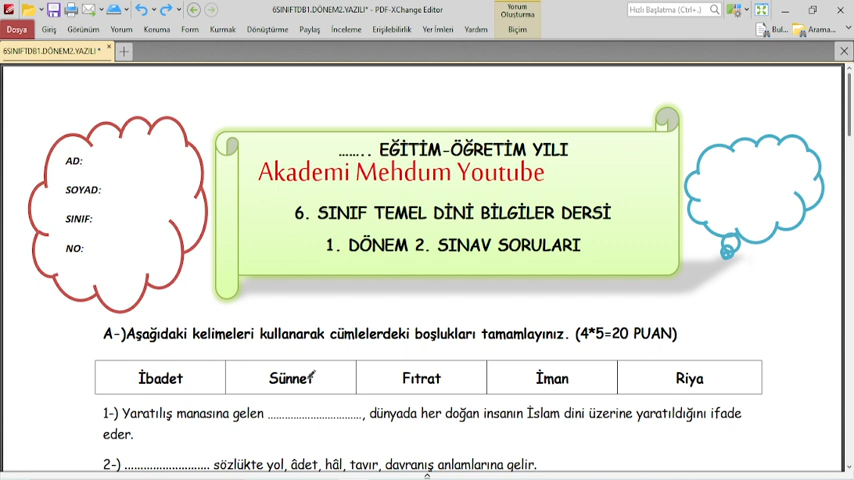 6SINIFTDB1.DÖNEM2.YAZILI* - PDF-XChange Editor
Yorum Oluşturma
Hızlı Başlatma (Ctrl+.)
Dosya Giriş Görünüm Yorum Koruma Form Kurmak Dönüştürme Paylaş İnceleme Erişilebilirlik Yer İmleri Yardım Biçim
Bul... Arama...
6SINIFTDB1.DÖNEM2.YAZILI *
AD:
SOYAD:
SINIF:
NO:
…….. EĞİTİM-ÖĞRETİM YILI
Akademi Mehdum Youtube
6. SINIF TEMEL DİNİ BİLGİLER DERSİ
1. DÖNEM 2. SINAV SORULARI
A-)Aşağıdaki kelimeleri kullanarak cümlelerdeki boşlukları tamamlayınız. (4*5=20 PUAN)
İbadet Sünnet Fıtrat İman Riya
1-) Yaratılış manasına gelen ................................, dünyada her doğan insanın İslam dini üzerine yaratıldığını ifade
eder.
2-) .......................... sözlükte yol, âdet, hâl, tavır, davranış anlamlarına gelir.